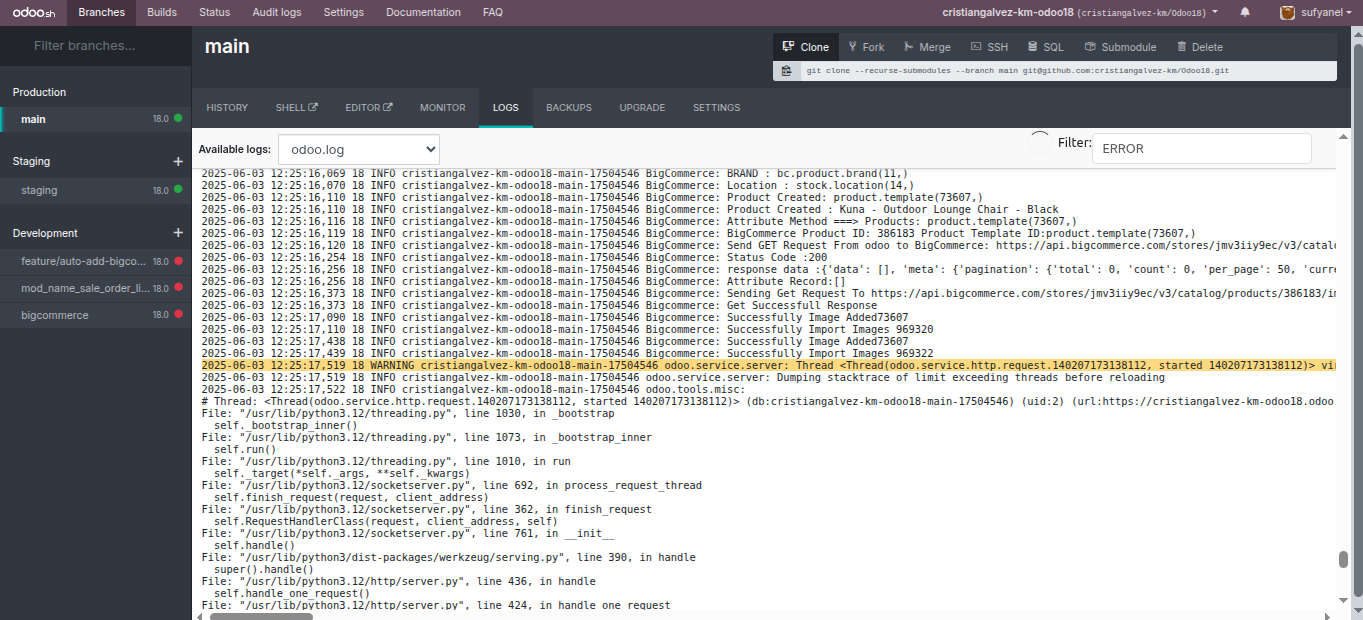 odoo.sh Branches Builds Status Audit logs Settings Documentation FAQ cristiangalvez-km-odoo18 (cristiangalvez-km/Odoo18) sufyanel
Filter branches...
Production
main 18.0
Staging +
staging 18.0
Development +
feature/auto-add-bigco... 18.0
mod_name_sale_order_li... 18.0
bigcommerce 18.0
main
Clone Fork Merge SSH SQL Submodule Delete
git clone --recurse-submodules --branch main git@github.com:cristiangalvez-km/Odoo18.git
HISTORY SHELL EDITOR MONITOR LOGS BACKUPS UPGRADE SETTINGS
Available logs: odoo.log Filter: ERROR
2025-06-03 12:25:16,069 18 INFO cristiangalvez-km-odoo18-main-17504546 BigCommerce: BRAND : bc.product.brand(11,)
2025-06-03 12:25:16,070 18 INFO cristiangalvez-km-odoo18-main-17504546 BigCommerce: Location : stock.location(14,)
2025-06-03 12:25:16,110 18 INFO cristiangalvez-km-odoo18-main-17504546 BigCommerce: Product Created: product.template(73607,)
2025-06-03 12:25:16,110 18 INFO cristiangalvez-km-odoo18-main-17504546 BigCommerce: Product Created : Kuna - Outdoor Lounge Chair - Black
2025-06-03 12:25:16,116 18 INFO cristiangalvez-km-odoo18-main-17504546 BigCommerce: Attribute Method ===> Products: product.template(73607,)
2025-06-03 12:25:16,119 18 INFO cristiangalvez-km-odoo18-main-17504546 BigCommerce: BigCommerce Product ID: 386183 Product Template ID:product.template(73607,)
2025-06-03 12:25:16,120 18 INFO cristiangalvez-km-odoo18-main-17504546 BigCommerce: Send GET Request From odoo to BigCommerce: https://api.bigcommerce.com/stores/jmv3iiy9ec/v3/catalo
2025-06-03 12:25:16,254 18 INFO cristiangalvez-km-odoo18-main-17504546 BigCommerce: Status Code :200
2025-06-03 12:25:16,256 18 INFO cristiangalvez-km-odoo18-main-17504546 BigCommerce: response data :{'data': [], 'meta': {'pagination': {'total': 0, 'count': 0, 'per_page': 50, 'curre
2025-06-03 12:25:16,256 18 INFO cristiangalvez-km-odoo18-main-17504546 BigCommerce: Attribute Record:[]
2025-06-03 12:25:16,373 18 INFO cristiangalvez-km-odoo18-main-17504546 BigCommerce: Sending Get Request To https://api.bigcommerce.com/stores/jmv3iiy9ec/v3/catalog/products/386183/im
2025-06-03 12:25:16,373 18 INFO cristiangalvez-km-odoo18-main-17504546 BigCommerce: Get Successfull Response
2025-06-03 12:25:17,090 18 INFO cristiangalvez-km-odoo18-main-17504546 BigCommerce: Successfully Image Added73607
2025-06-03 12:25:17,110 18 INFO cristiangalvez-km-odoo18-main-17504546 BigCommerce: Successfully Import Images 969320
2025-06-03 12:25:17,438 18 INFO cristiangalvez-km-odoo18-main-17504546 BigCommerce: Successfully Image Added73607
2025-06-03 12:25:17,439 18 INFO cristiangalvez-km-odoo18-main-17504546 BigCommerce: Successfully Import Images 969322
2025-06-03 12:25:17,519 18 WARNING cristiangalvez-km-odoo18-main-17504546 odoo.service.server: Thread <Thread(odoo.service.http.request.140207173138112, started 140207173138112)> vir
2025-06-03 12:25:17,519 18 INFO cristiangalvez-km-odoo18-main-17504546 odoo.service.server: Dumping stacktrace of limit exceeding threads before reloading
2025-06-03 12:25:17,522 18 INFO cristiangalvez-km-odoo18-main-17504546 odoo.tools.misc:
# Thread: <Thread(odoo.service.http.request.140207173138112, started 140207173138112)> (db:cristiangalvez-km-odoo18-main-17504546) (uid:2) (url:https://cristiangalvez-km-odoo18.odoo
File: "/usr/lib/python3.12/threading.py", line 1030, in _bootstrap
self._bootstrap_inner()
File: "/usr/lib/python3.12/threading.py", line 1073, in _bootstrap_inner
self.run()
File: "/usr/lib/python3.12/threading.py", line 1010, in run
self._target(*self._args, **self._kwargs)
File: "/usr/lib/python3.12/socketserver.py", line 692, in process_request_thread
self.finish_request(request, client_address)
File: "/usr/lib/python3.12/socketserver.py", line 362, in finish_request
self.RequestHandlerClass(request, client_address, self)
File: "/usr/lib/python3.12/socketserver.py", line 761, in __init__
self.handle()
File: "/usr/lib/python3/dist-packages/werkzeug/serving.py", line 390, in handle
super().handle()
File: "/usr/lib/python3.12/http/server.py", line 436, in handle
self.handle_one_request()
File: "/usr/lib/python3.12/http/server.py", line 424, in handle_one_request